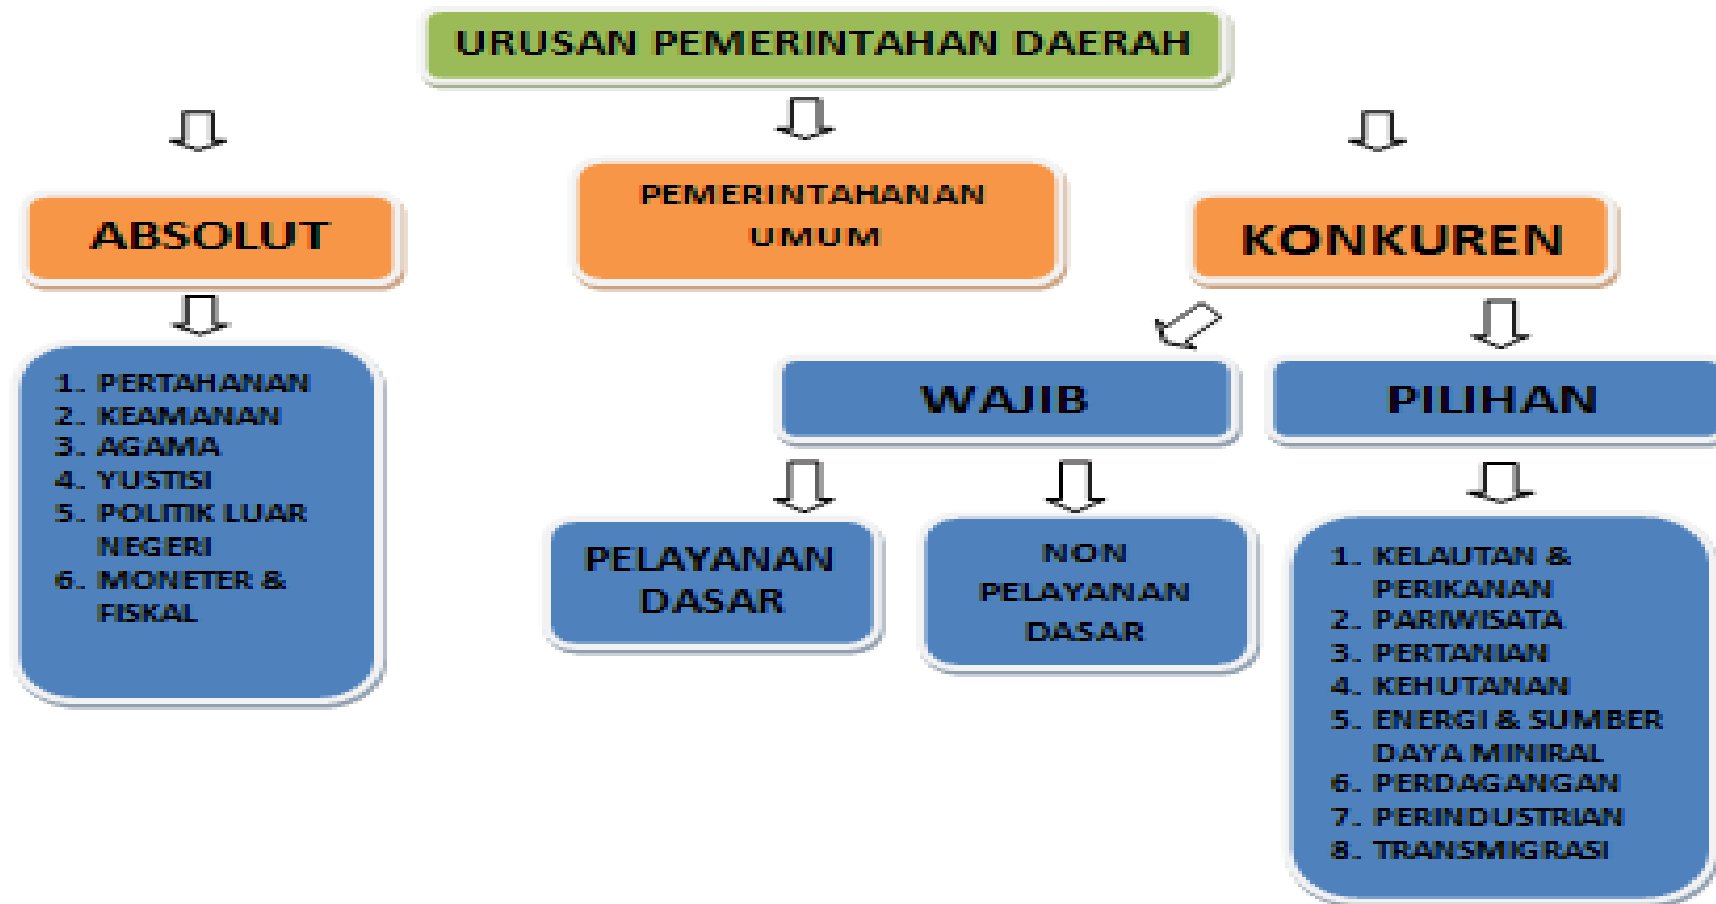 URUSAN PEMERINTAHAN DAERAH
ABSOLUT
PEMERINTAHANAN
UMUM
KONKUREN
1. PERTAHANAN
2. KEAMANAN
3. AGAMA
4. YUSTISI
5. POLITIK LUAR
NEGERI
6. MONETER &
FISKAL
WAJIB
PILIHAN
PELAYANAN
DASAR
NON
PELAYANAN
DASAR
1. KELAUTAN &
PERIKANAN
2. PARIWISATA
3. PERTANIAN
4. KEHUTANAN
5. ENERGI & SUMBER
DAYA MINIRAL
6. PERDAGANGAN
7. PERINDUSTRIAN
8. TRANSMIGRASI